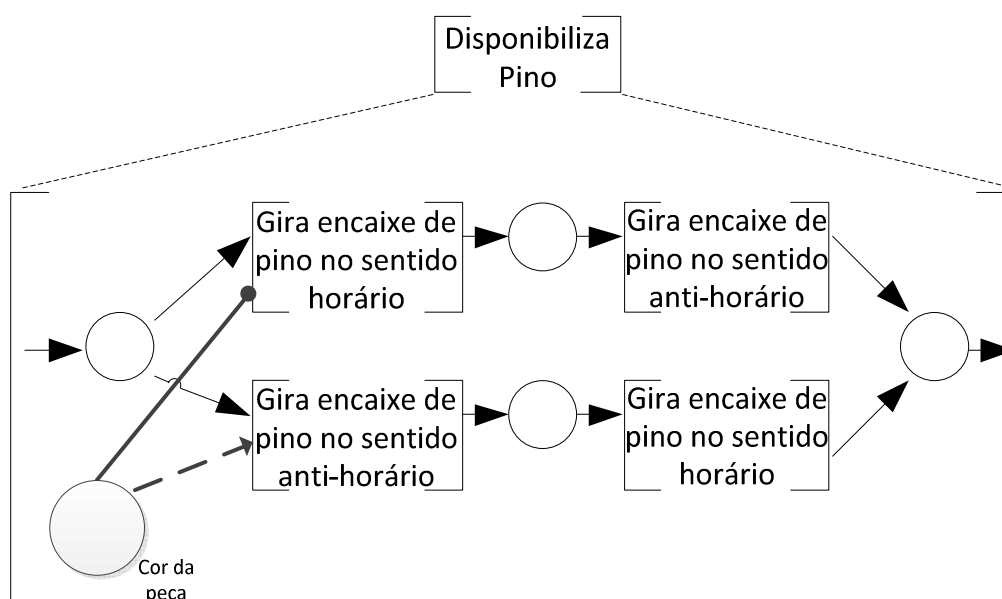 Disponibiliza
Pino
Gira encaixe de
pino no sentido
horário
Gira encaixe de
pino no sentido
anti-horário
Gira encaixe de
pino no sentido
anti-horário
Gira encaixe de
pino no sentido
horário
Cor da
peça